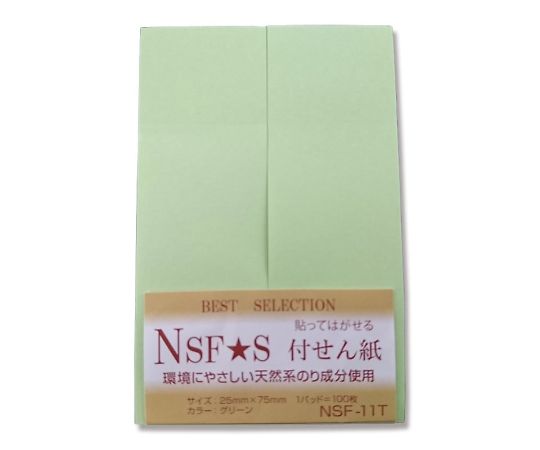 BEST SELECTION
貼ってはがせる
NSF★S 付せん紙
環境にやさしい天然系のり成分使用
サイズ:25mm×75mm 1パッド=100枚
カラー:グリーン
NSF-11T